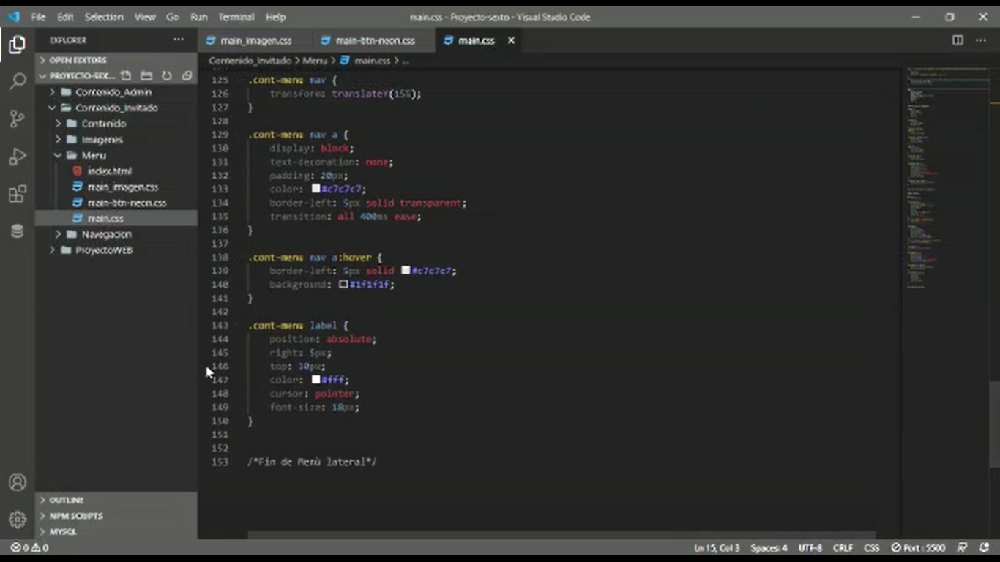 File Edit Selection View Go Run Terminal Help
main.css - Proyecto-sexto - Visual Studio Code
EXPLORER ...
main_imagen.css
main-btn-neon.css
main.css
Contenido_Invitado > Menu > main.css > ...
OPEN EDITORS
PROYECTO-SEX...
Contenido_Admin
Contenido_Invitado
Contenido
Imagenes
Menu
index.html
main_imagen.css
main-btn-neon.css
main.css
Navegacion
ProyectoWEB
OUTLINE
NPM SCRIPTS
MYSQL
125 .cont-menu nav {
126 transform: translateY(15%);
127 }
128
129 .cont-menu nav a {
130 display: block;
131 text-decoration: none;
132 padding: 20px;
133 color: #c7c7c7;
134 border-left: 5px solid transparent;
135 transition: all 400ms ease;
136 }
137
138 .cont-menu nav a:hover {
139 border-left: 5px solid #c7c7c7;
140 background: #1f1f1f;
141 }
142
143 .cont-menu label {
144 position: absolute;
145 right: 5px;
146 top: 10px;
147 color: #fff;
148 cursor: pointer;
149 font-size: 18px;
150 }
151
152
153 /*Fin de Menù lateral*/
0 0
Ln 15, Col 3 Spaces: 4 UTF-8 CRLF CSS Port : 5500